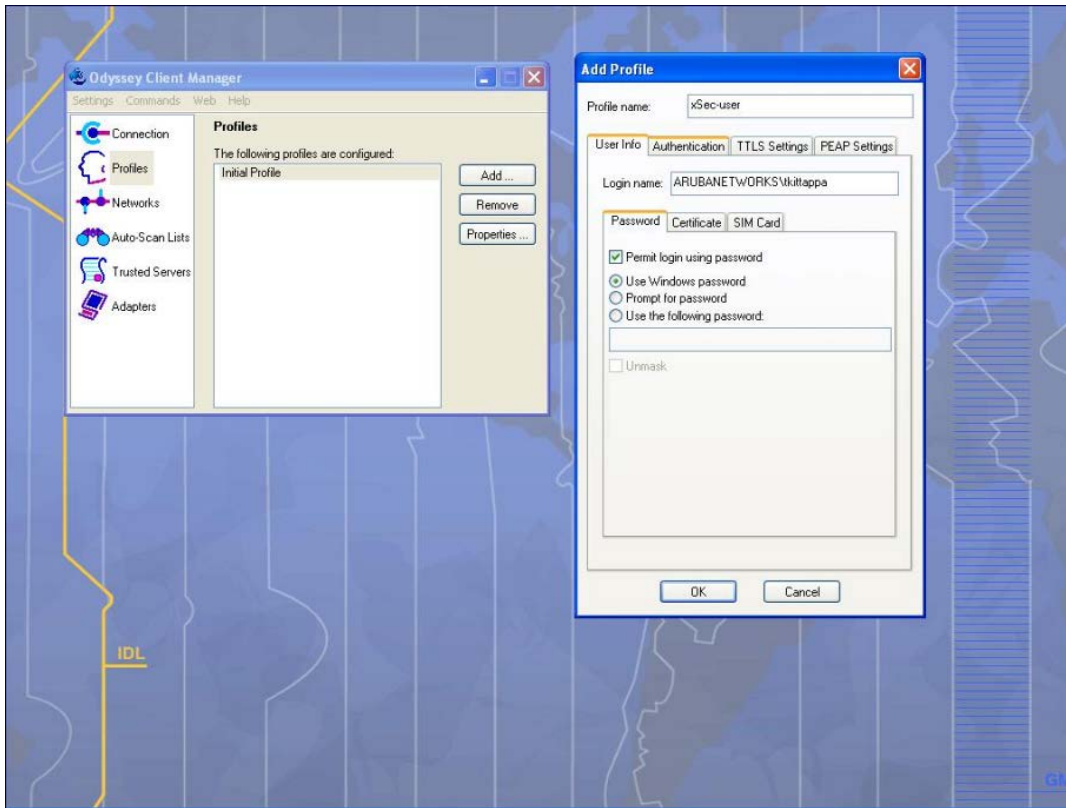 Odyssey Client Manager
Settings Commands Web Help
Connection
Profiles
Networks
Auto-Scan Lists
Trusted Servers
Adapters
Profiles
The following profiles are configured:
Initial Profile
Add ...
Remove
Properties ...
Add Profile
Profile name: xSec-user
User Info Authentication TTLS Settings PEAP Settings
Login name: ARUBANETWORKS\tkittappa
Password Certificate SIM Card
Permit login using password
Use Windows password
Prompt for password
Use the following password:
Unmask
OK Cancel
IDL
GM